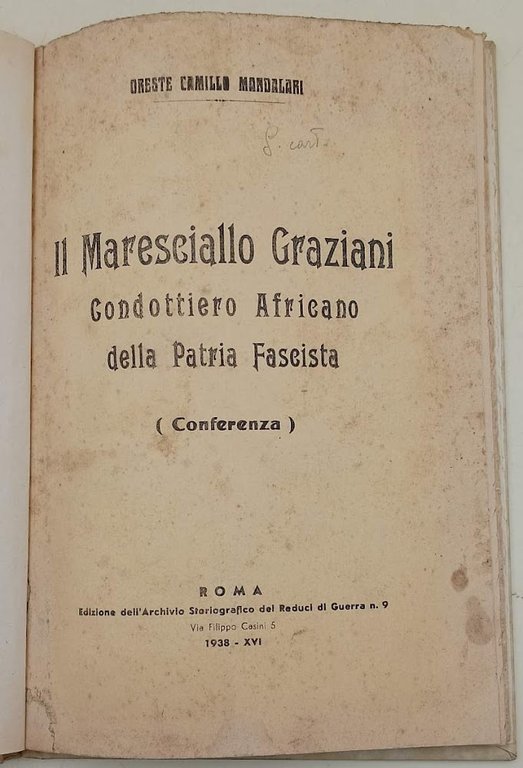 ORESTE CAMILLO MANDALARI
S. cart.
Il Maresciallo Graziani
Condottiero Africano
della Patria Fascista
( Conferenza )
ROMA
Edizione dell'Archivio Storiografico dei Reduci di Guerra n. 9
Via Filippo Casini 5
1938 - XVI